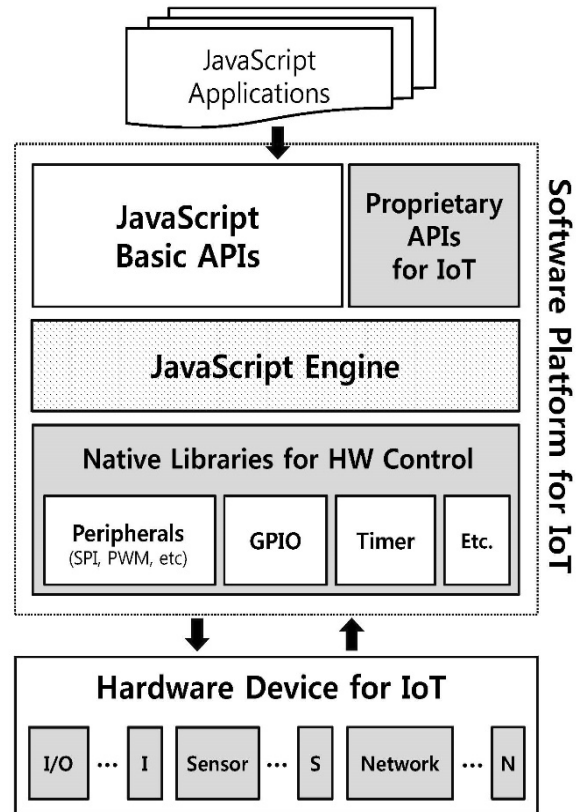 JavaScript
Applications
JavaScript
Basic APIs
Proprietary
APIs
for IoT
Software Platform for IoT
JavaScript Engine
Native Libraries for HW Control
Peripherals
(SPI, PWM, etc)
GPIO
Timer
Etc.
Hardware Device for IoT
I/O ... I Sensor ... S Network ... N